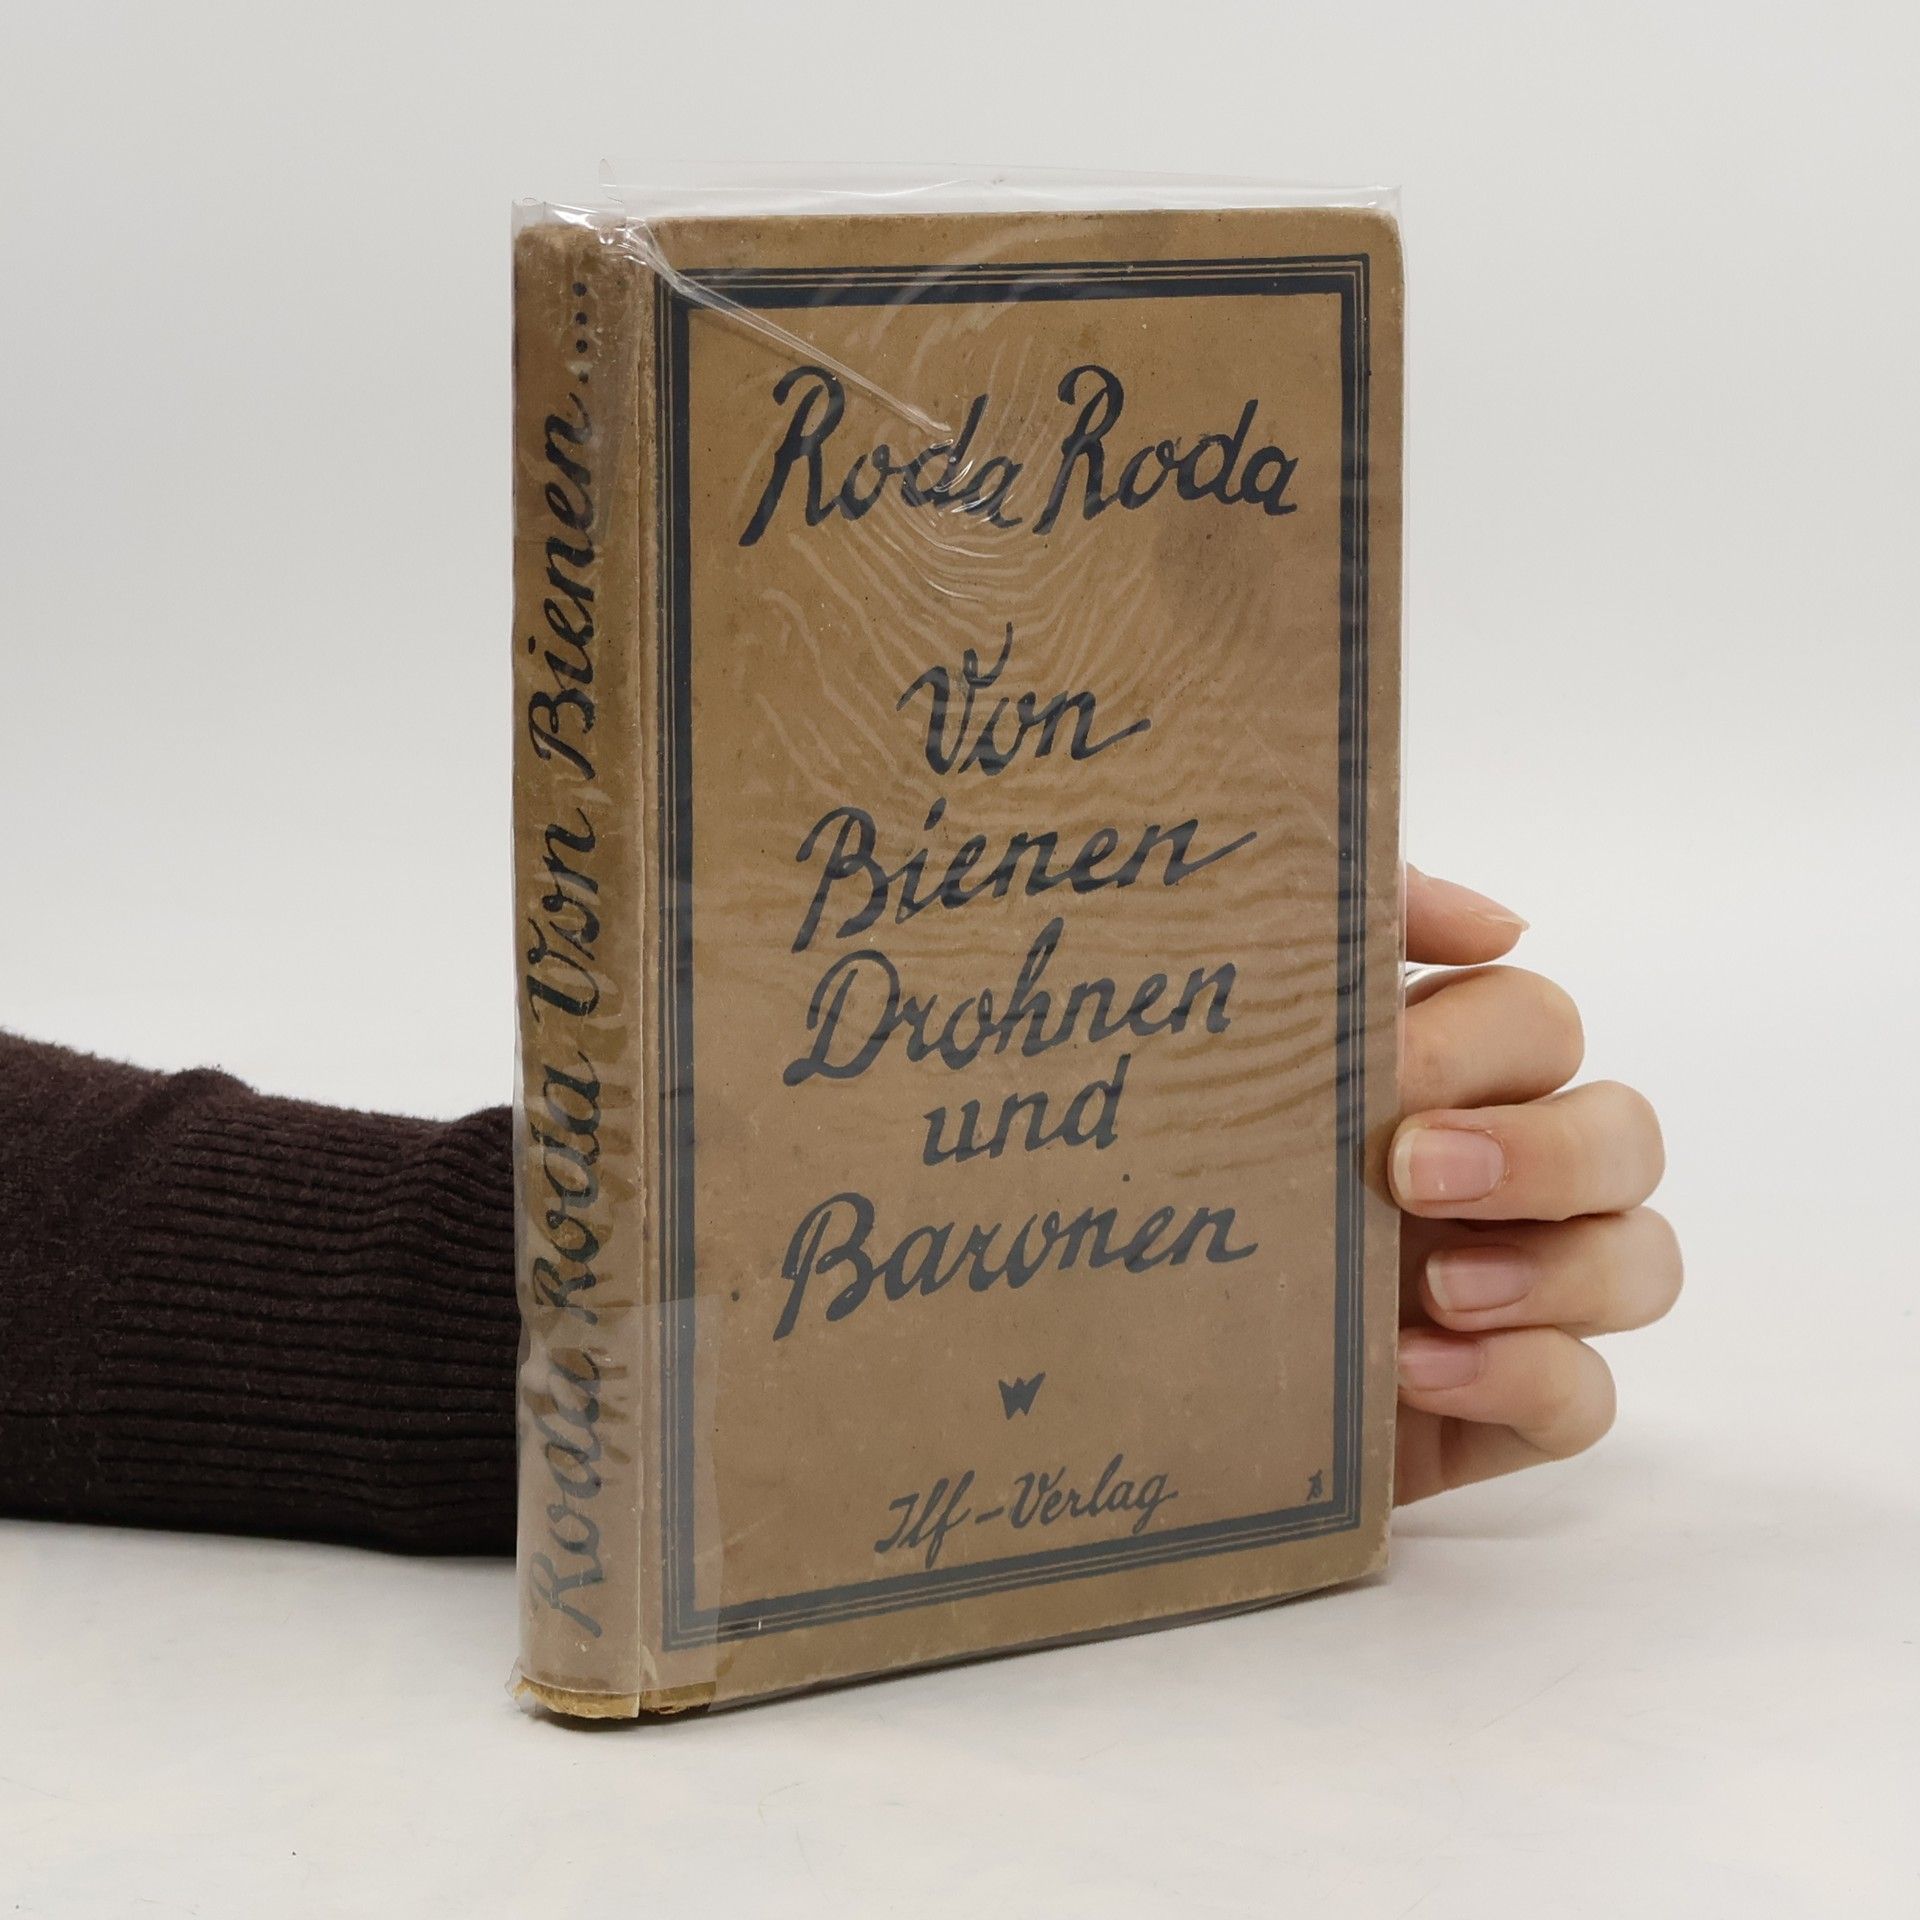 Roda Roda Von Bienen....
Roda Roda
Von
Bienen
Drohnen
und
Baronen
Ilf-Verlag